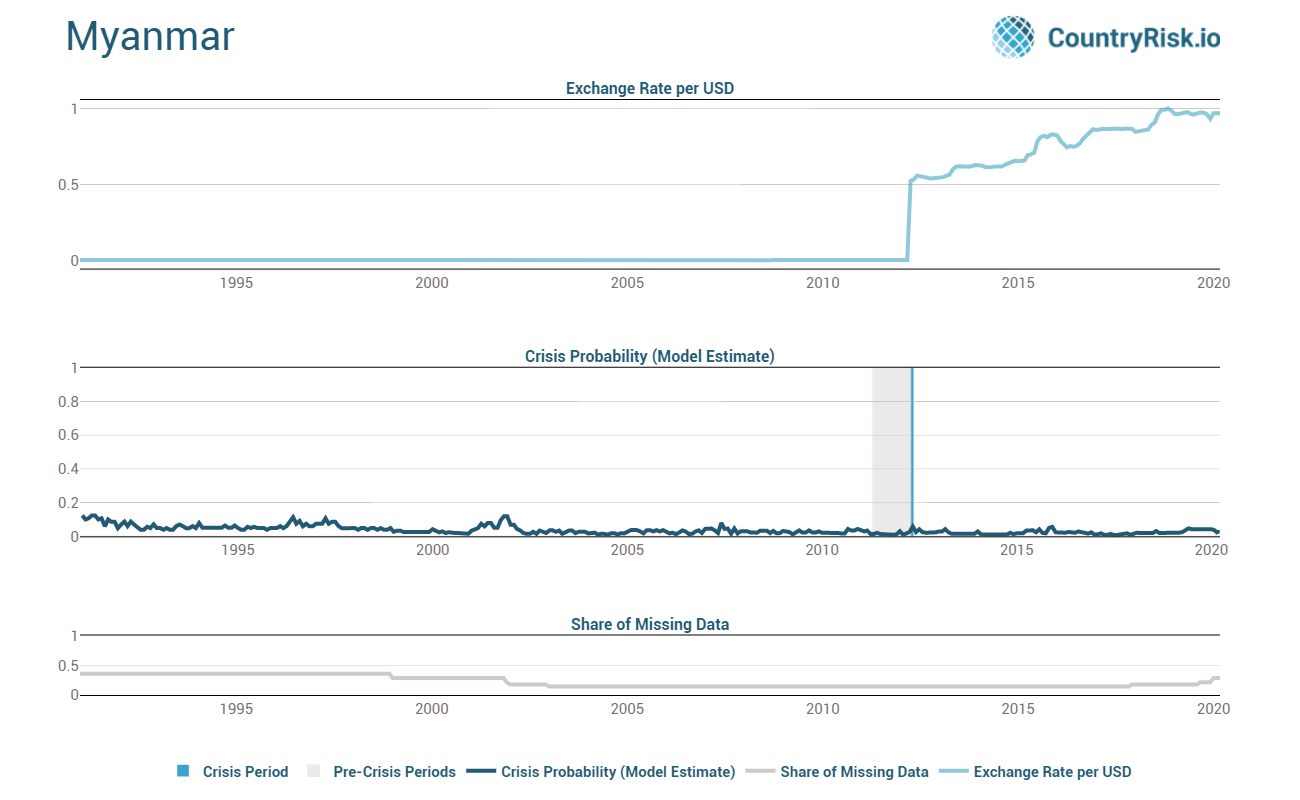 Myanmar
CountryRisk.io
Exchange Rate per USD
1
0.5
0
1995 2000 2005 2010 2015 2020
Crisis Probability (Model Estimate)
1
0.8
0.6
0.4
0.2
0
1995 2000 2005 2010 2015 2020
Share of Missing Data
1
0.5
0
1995 2000 2005 2010 2015 2020
Crisis Period Pre-Crisis Periods Crisis Probability (Model Estimate) Share of Missing Data Exchange Rate per USD